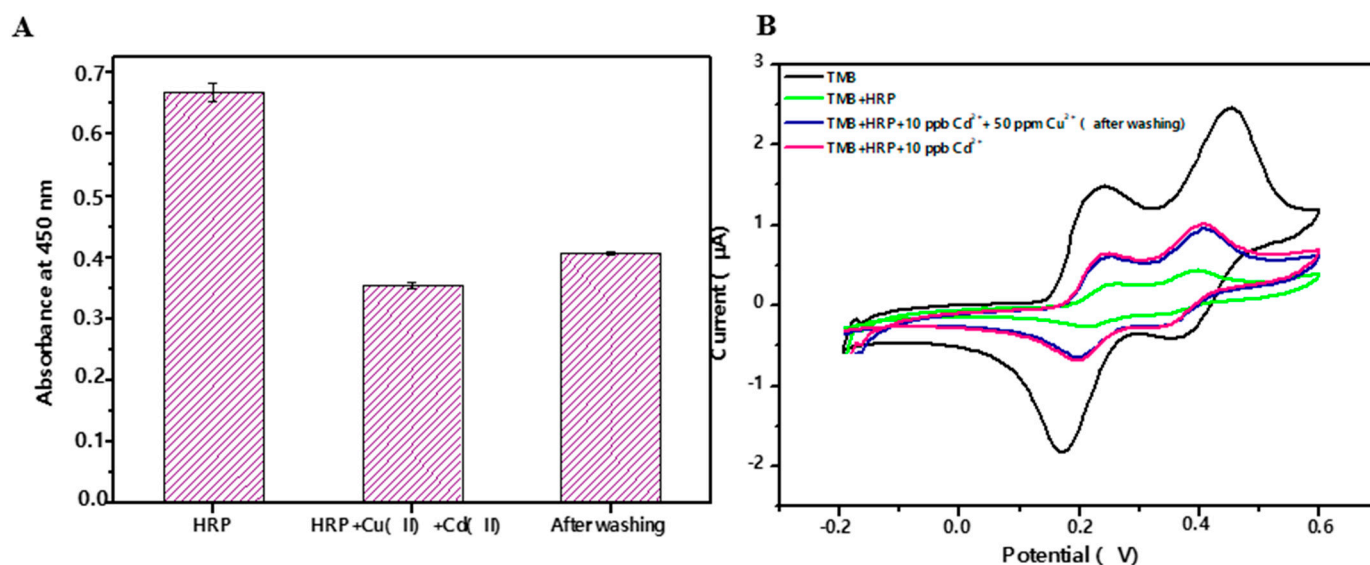 A
B
0.7
0.6
0.5
0.4
0.3
0.2
0.1
0.0
Absorbance at 450 nm
HRP
HRP+Cu( II) +Cd( II)
After washing
TMB
TMB+HRP
TMB+HRP+10 ppb Cd²⁺+ 50 ppm Cu²⁺ ( after washing)
TMB+HRP+10 ppb Cd²⁺
3
2
1
0
-1
-2
Current ( µA)
-0.2
0.0
0.2
0.4
0.6
Potential ( V)